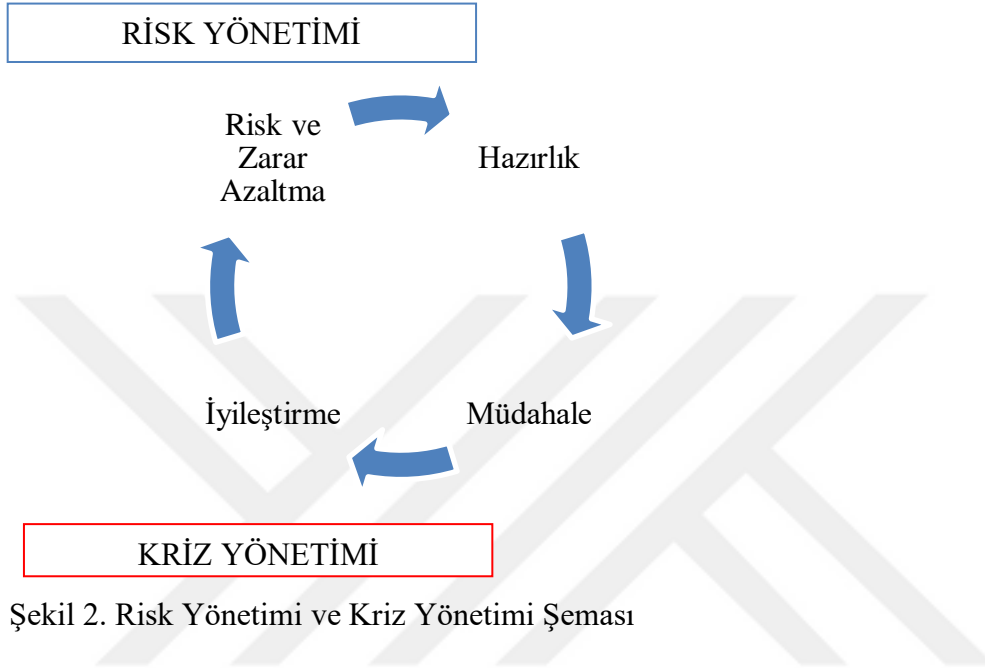 RİSK YÖNETİMİ
Risk ve
Zarar
Azaltma
Hazırlık
İyileştirme
Müdahale
KRİZ YÖNETİMİ
Şekil 2. Risk Yönetimi ve Kriz Yönetimi Şeması